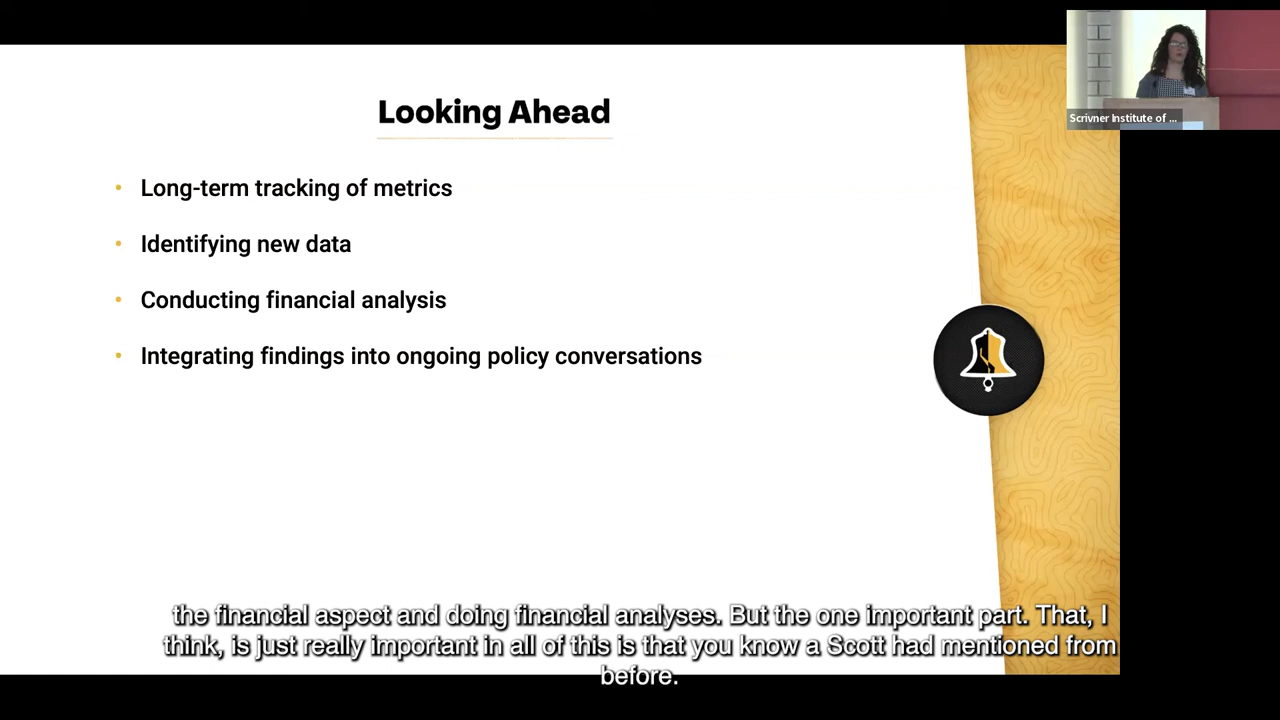 Scrivner Institute of ...
Looking Ahead
• Long-term tracking of metrics
• Identifying new data
• Conducting financial analysis
• Integrating findings into ongoing policy conversations
the financial aspect and doing financial analyses. But the one important part. That, I
think, is just really important in all of this is that you know a Scott had mentioned from
before.